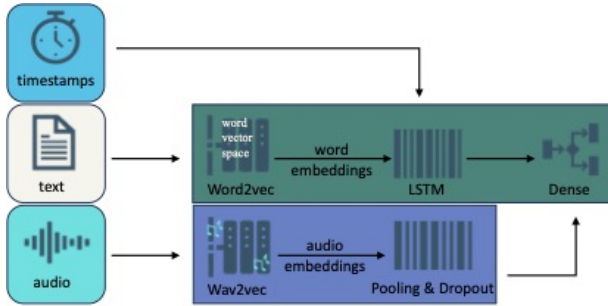 timestamps
text
word
vector
space
Word2vec
word
embeddings
LSTM
Dense
audio
Wav2vec
audio
embeddings
Pooling & Dropout